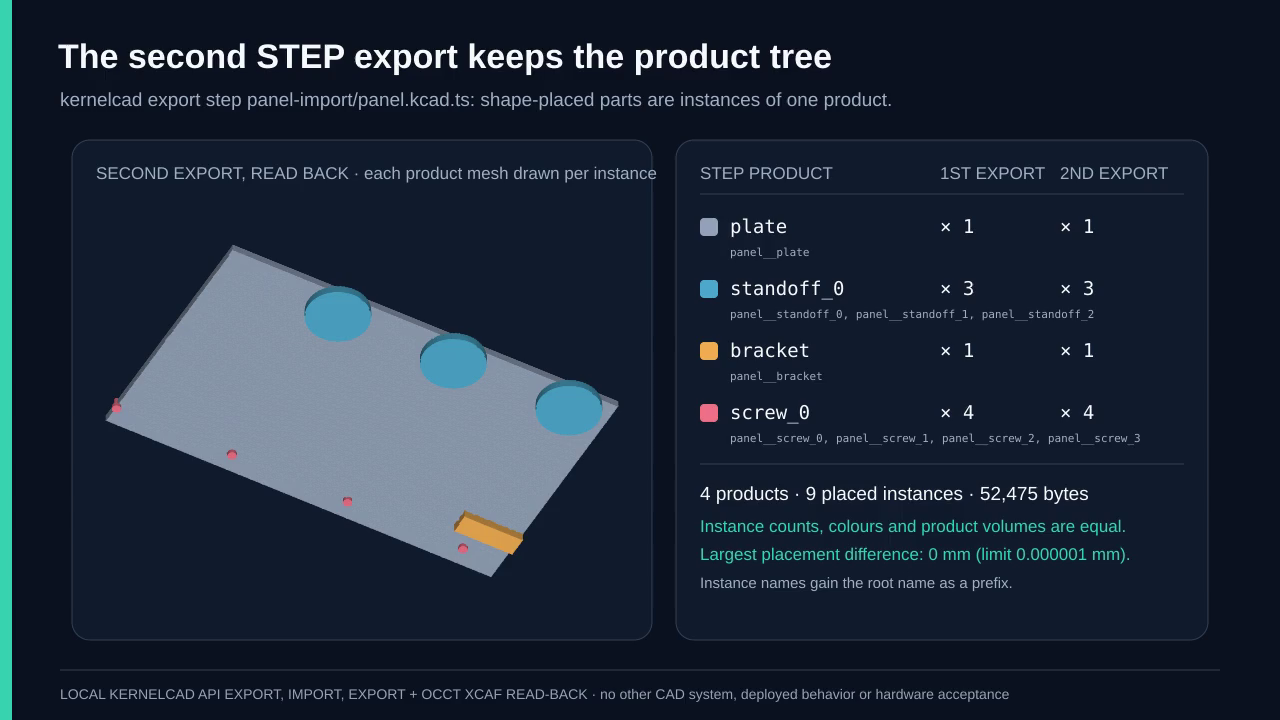 The second STEP export keeps the product tree
kernelcad export step panel-import/panel.kcad.ts: shape-placed parts are instances of one product.
SECOND EXPORT, READ BACK · each product mesh drawn per instance
STEP PRODUCT 1ST EXPORT 2ND EXPORT
plate × 1 × 1
panel__plate
standoff_0 × 3 × 3
panel__standoff_0, panel__standoff_1, panel__standoff_2
bracket × 1 × 1
panel__bracket
screw_0 × 4 × 4
panel__screw_0, panel__screw_1, panel__screw_2, panel__screw_3
4 products · 9 placed instances · 52,475 bytes
Instance counts, colours and product volumes are equal.
Largest placement difference: 0 mm (limit 0.000001 mm).
Instance names gain the root name as a prefix.
LOCAL KERNELCAD API EXPORT, IMPORT, EXPORT + OCCT XCAF READ-BACK · no other CAD system, deployed behavior or hardware acceptance